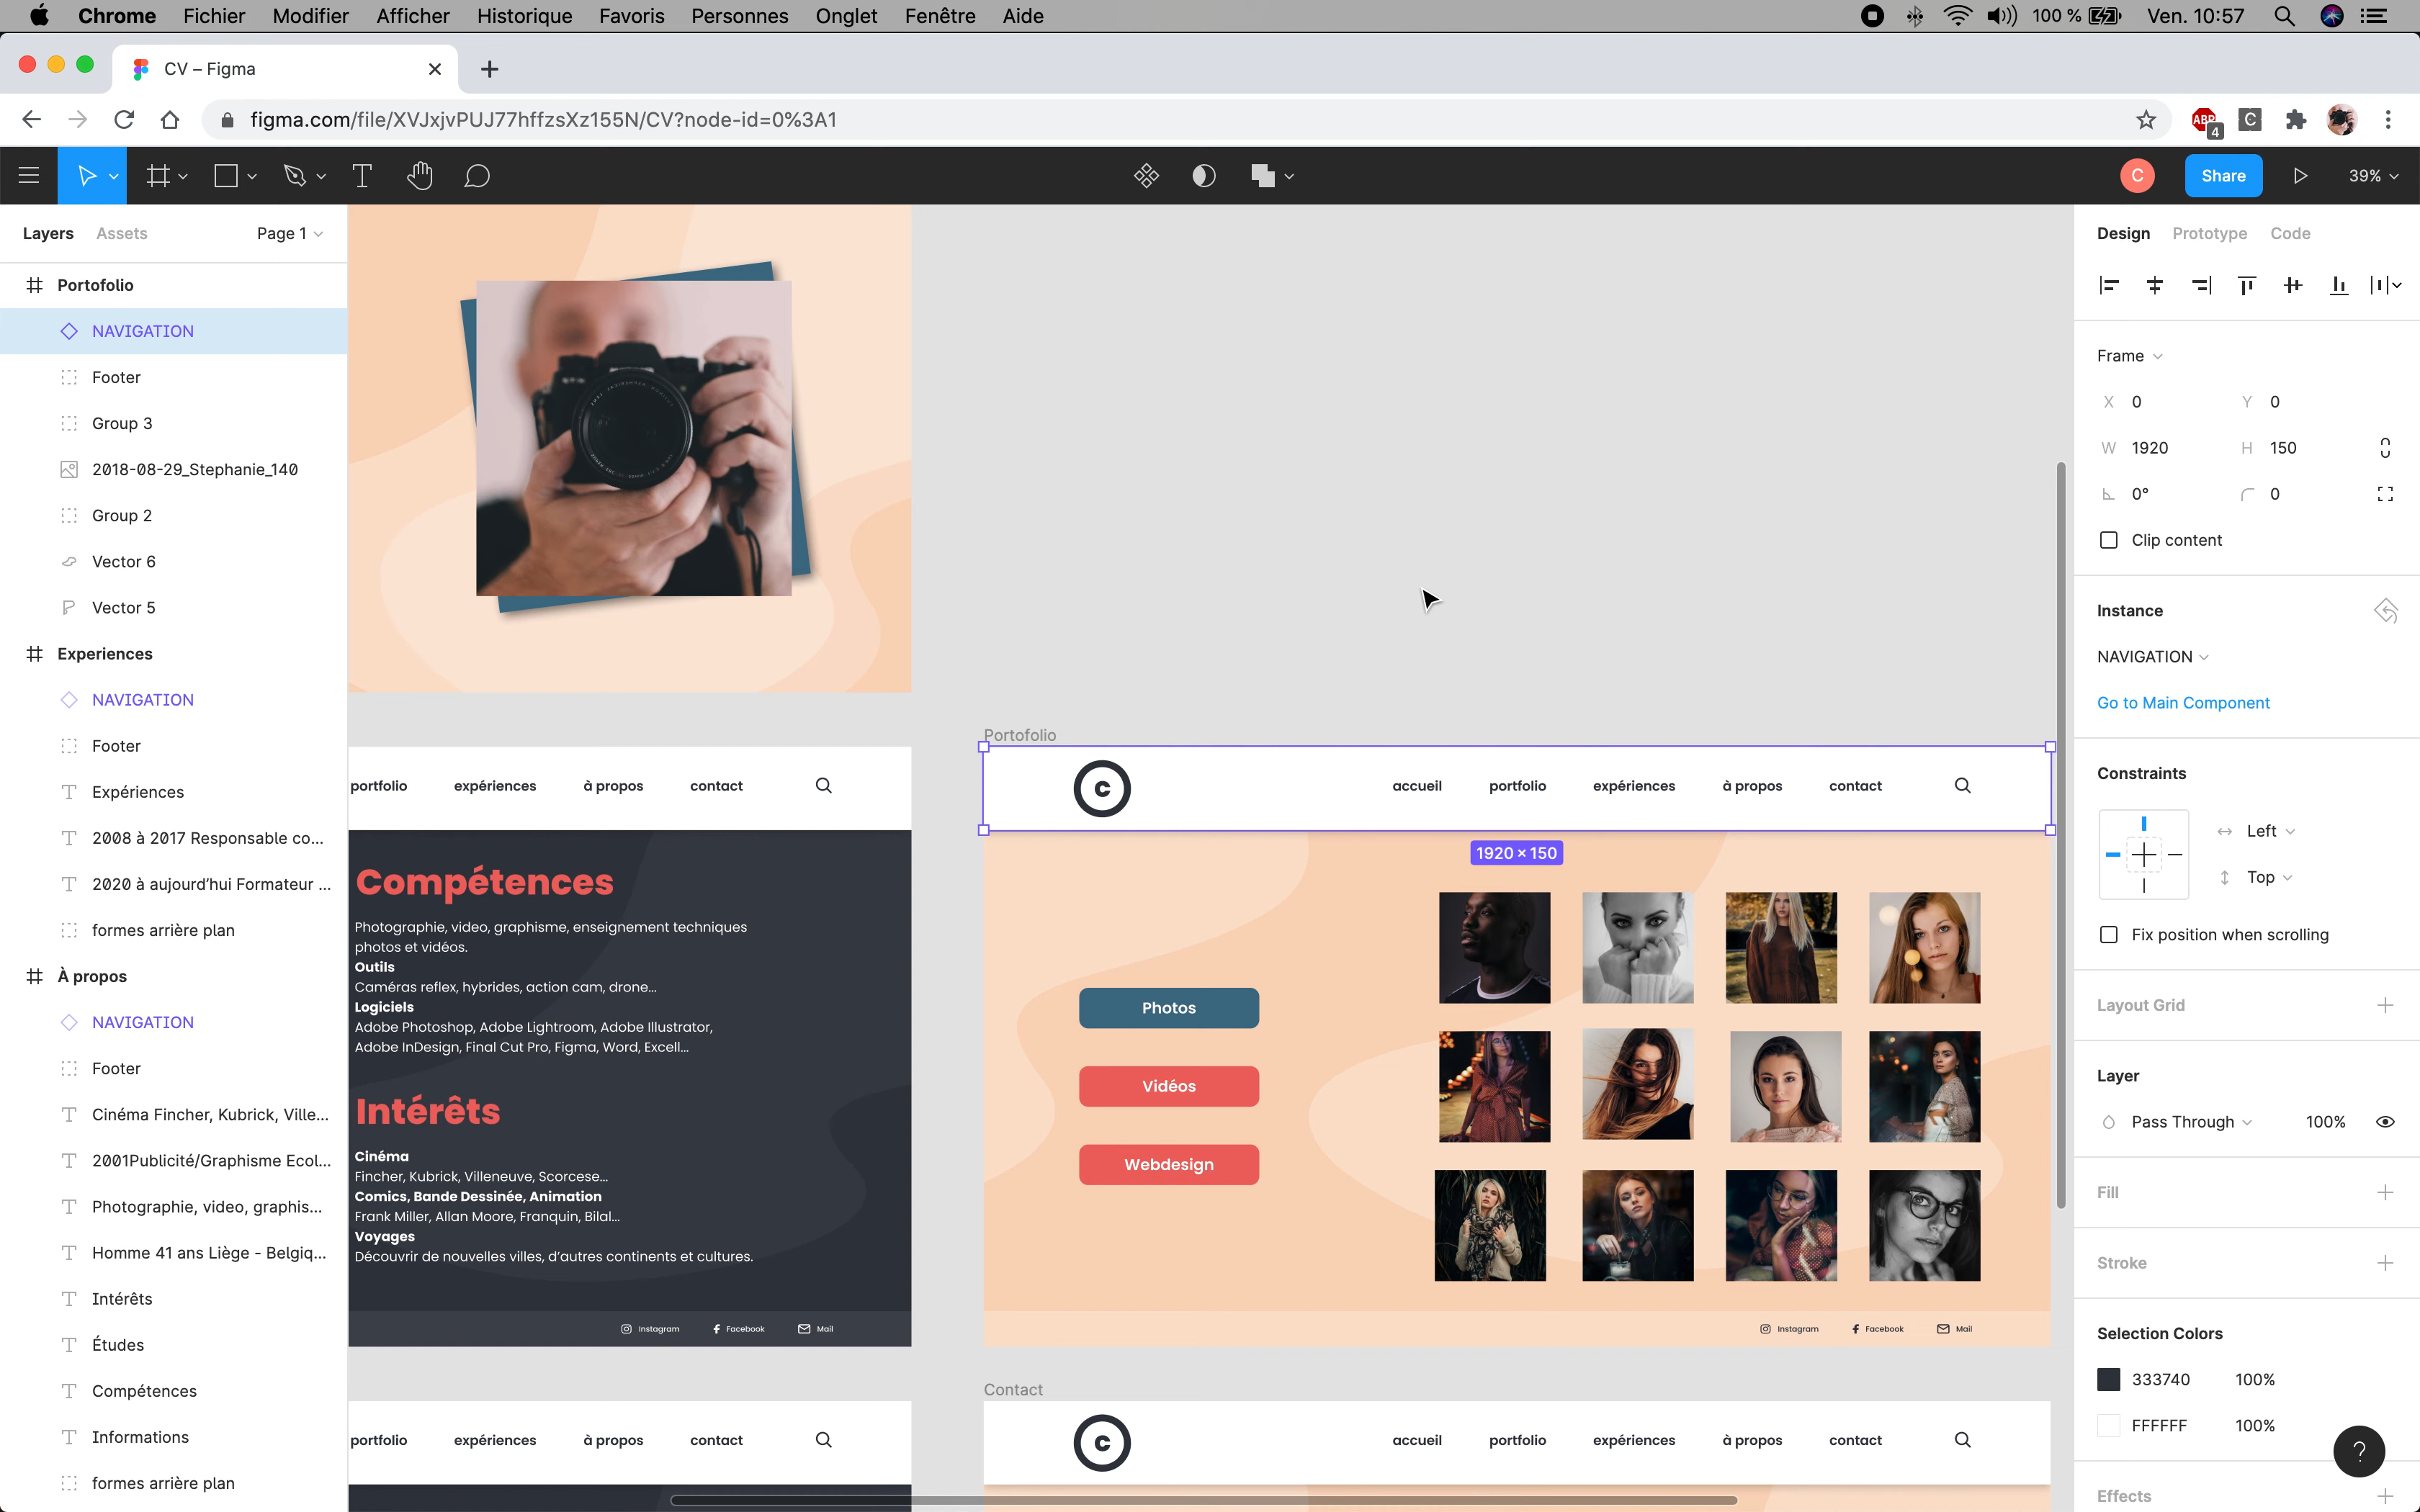 Chrome Fichier Modifier Afficher Historique Favoris Personnes Onglet Fenêtre Aide 100 % Ven. 10:57
CV – Figma
figma.com/file/XVJxjvPUJ77hffzsXz155N/CV?node-id=0%3A1
ABP 4 C
C Share 39%
Layers Assets Page 1
Portofolio
NAVIGATION
Footer
Group 3
2018-08-29_Stephanie_140
Group 2
Vector 6
Vector 5
Experiences
NAVIGATION
Footer
Expériences
2008 à 2017 Responsable co...
2020 à aujourd'hui Formateur ...
formes arrière plan
À propos
NAVIGATION
Footer
Cinéma Fincher, Kubrick, Ville...
2001Publicité/Graphisme Ecol...
Photographie, video, graphis...
Homme 41 ans Liège - Belgiq...
Intérêts
Études
Compétences
Informations
formes arrière plan
portfolio expériences à propos contact
Compétences
Photographie, video, graphisme, enseignement techniques
photos et vidéos.
Outils
Caméras reflex, hybrides, action cam, drone...
Logiciels
Adobe Photoshop, Adobe Lightroom, Adobe Illustrator,
Adobe InDesign, Final Cut Pro, Figma, Word, Excell...
Intérêts
Cinéma
Fincher, Kubrick, Villeneuve, Scorcese...
Comics, Bande Dessinée, Animation
Frank Miller, Allan Moore, Franquin, Bilal...
Voyages
Découvrir de nouvelles villes, d'autres continents et cultures.
Instagram Facebook Mail
portfolio expériences à propos contact
Portofolio
C accueil portfolio expériences à propos contact
1920 × 150
Photos
Vidéos
Webdesign
Instagram Facebook Mail
Contact
C accueil portfolio expériences à propos contact
Design Prototype Code
Frame
X 0 Y 0
W 1920 H 150
0° 0
Clip content
Instance
NAVIGATION
Go to Main Component
Constraints
Left
Top
Fix position when scrolling
Layout Grid
Layer
Pass Through 100%
Fill
Stroke
Selection Colors
333740 100%
FFFFFF 100%
?
Effects